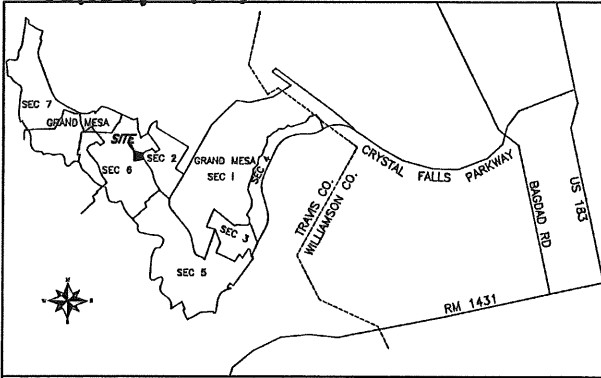 SEC 7
GRAND MESA
SITE
SEC 6
SEC 2
GRAND MESA
SEC 1
SEC 4
SEC 3
SEC 5
CRYSTAL FALLS PARKWAY
TRAVIS CO.
WILLIAMSON CO.
BAGDAD RD
US 183
RM 1431
N
W
E
S